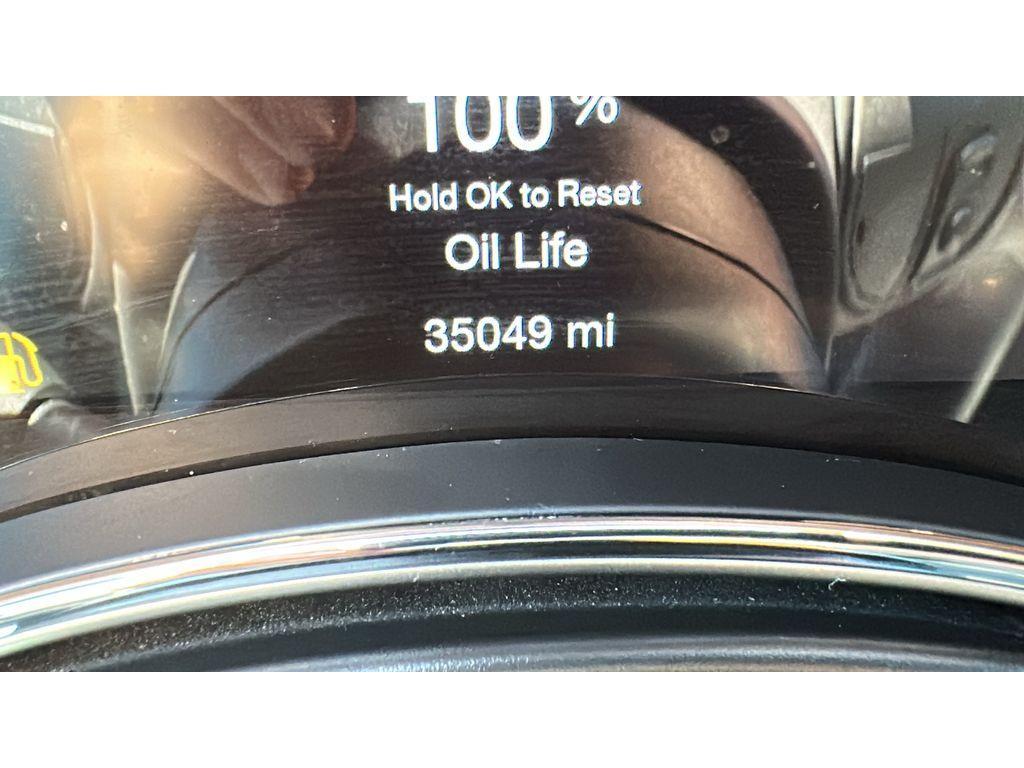 100 %
Hold OK to Reset
Oil Life
35049 mi